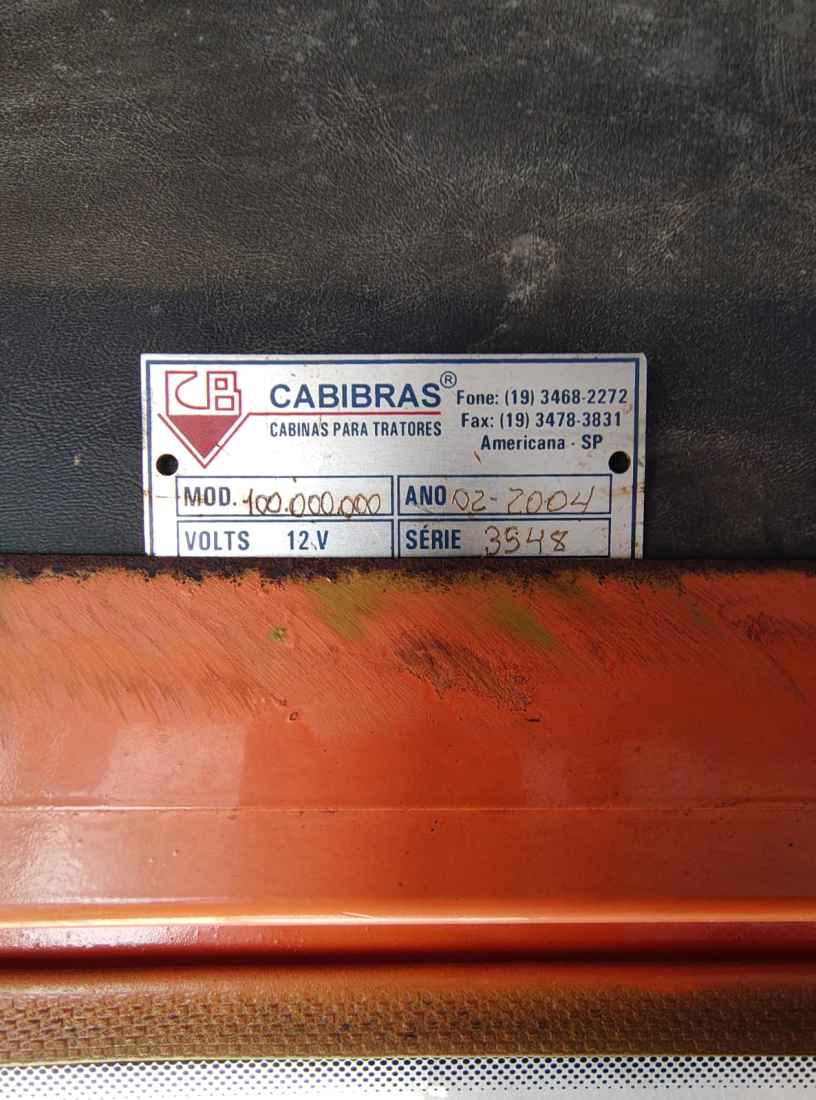 CB CABIBRAS® Fone: (19) 3468-2272
CABINAS PARA TRATORES Fax: (19) 3478-3831
Americana - SP
MOD. 100.000.000 ANO 02-2004
VOLTS 12 V SÉRIE 3548